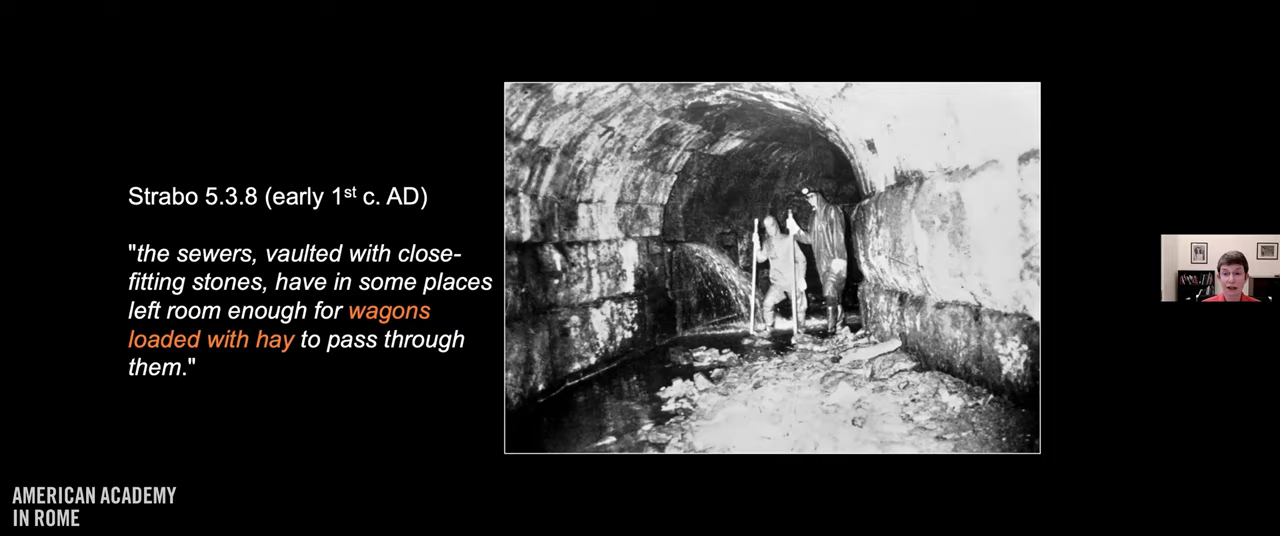 Strabo 5.3.8 (early 1st c. AD)
"the sewers, vaulted with close-
fitting stones, have in some places
left room enough for wagons
loaded with hay to pass through
them."
AMERICAN ACADEMY
IN ROME